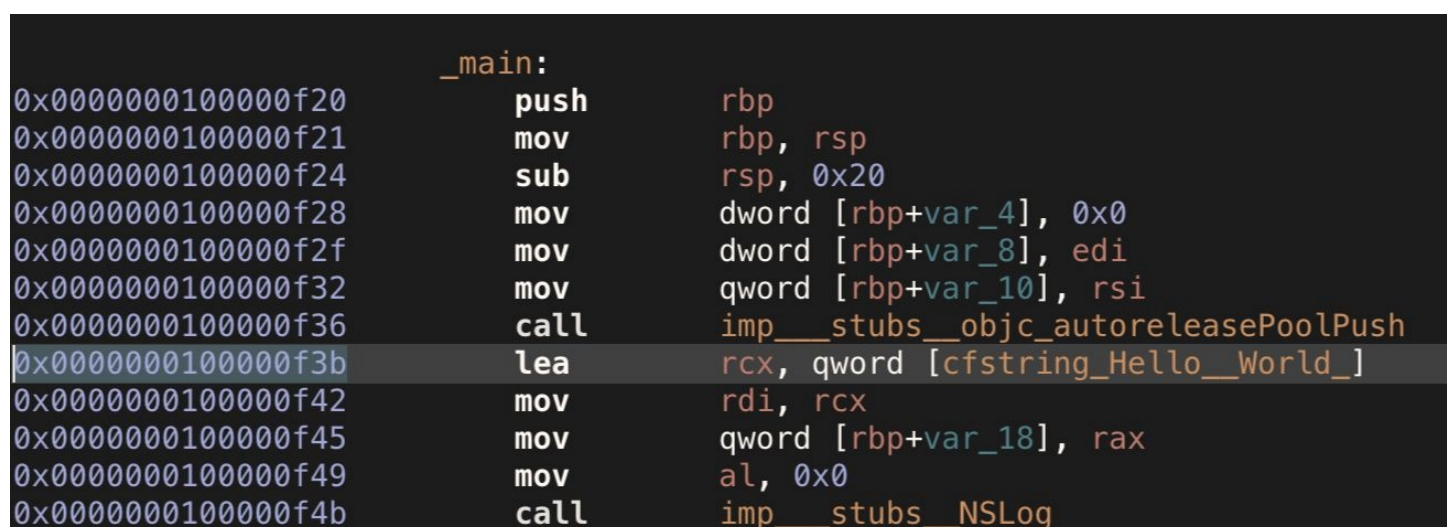 _main:
0x0000000100000f20 push rbp
0x0000000100000f21 mov rbp, rsp
0x0000000100000f24 sub rsp, 0x20
0x0000000100000f28 mov dword [rbp+var_4], 0x0
0x0000000100000f2f mov dword [rbp+var_8], edi
0x0000000100000f32 mov qword [rbp+var_10], rsi
0x0000000100000f36 call imp___stubs__objc_autoreleasePoolPush
0x0000000100000f3b lea rcx, qword [cfstring_Hello__World_]
0x0000000100000f42 mov rdi, rcx
0x0000000100000f45 mov qword [rbp+var_18], rax
0x0000000100000f49 mov al, 0x0
0x0000000100000f4b call imp___stubs__NSLog